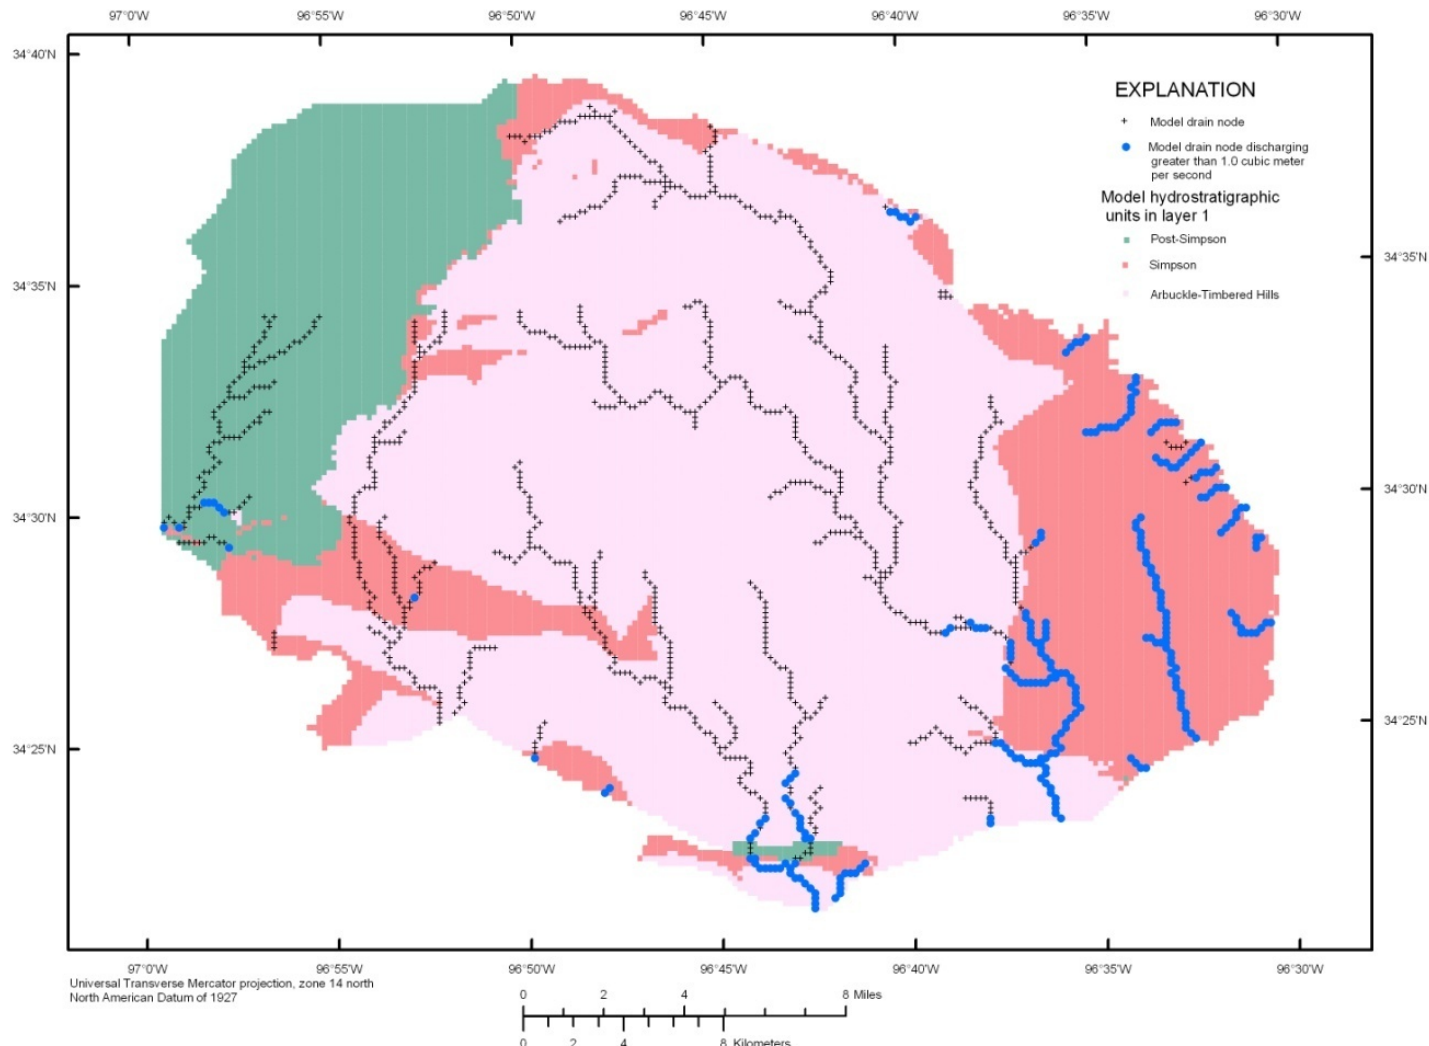 97°0'W 96°55'W 96°50'W 96°45'W 96°40'W 96°35'W 96°30'W
34°40'N
EXPLANATION
Model drain node
Model drain node discharging
greater than 1.0 cubic meter
per second
Model hydrostratigraphic
units in layer 1
Post-Simpson
Simpson
Arbuckle-Timbered Hills
34°35'N
34°35'N
34°30'N
34°30'N
34°25'N
34°25'N
97°0'W 96°55'W 96°50'W 96°45'W 96°40'W 96°35'W 96°30'W
Universal Transverse Mercator projection, zone 14 north
North American Datum of 1927
0 2 4 8 Miles
0 2 4 8 Kilometers